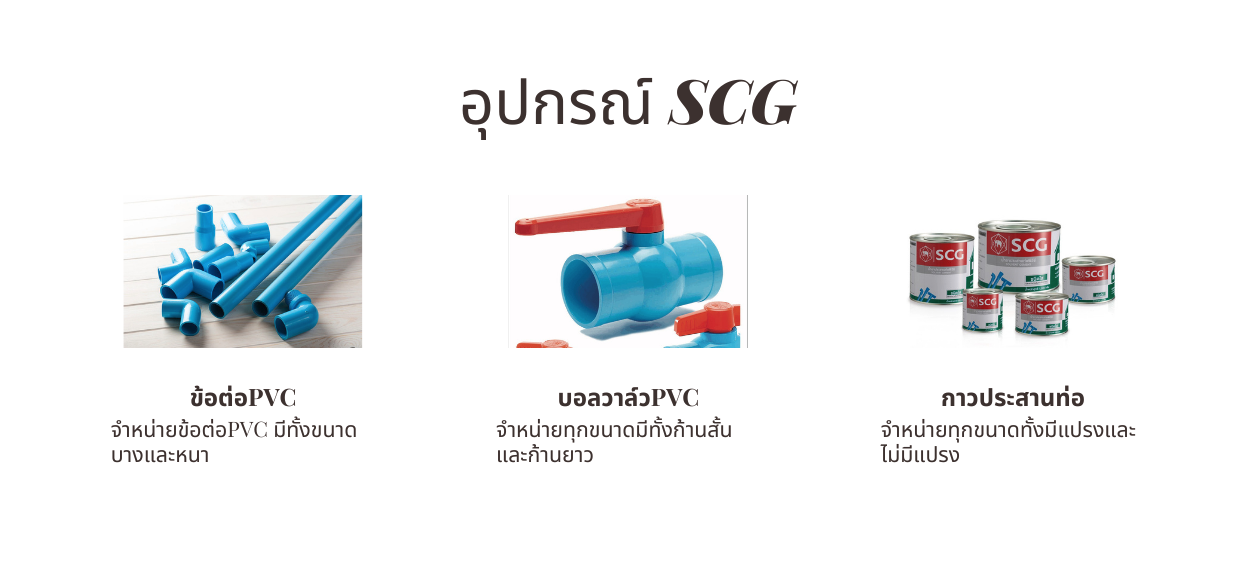 อุปกรณ์ SCG
SCG
SCG
SCG
SCG
SCG
ข้อต่อPVC
จำหน่ายข้อต่อPVC มีทั้งขนาด
บางและหนา
บอลวาล์วPVC
จำหน่ายทุกขนาดมีทั้งก้านสั้น
และก้านยาว
กาวประสานท่อ
จำหน่ายทุกขนาดทั้งมีแปรงและ
ไม่มีแปรง